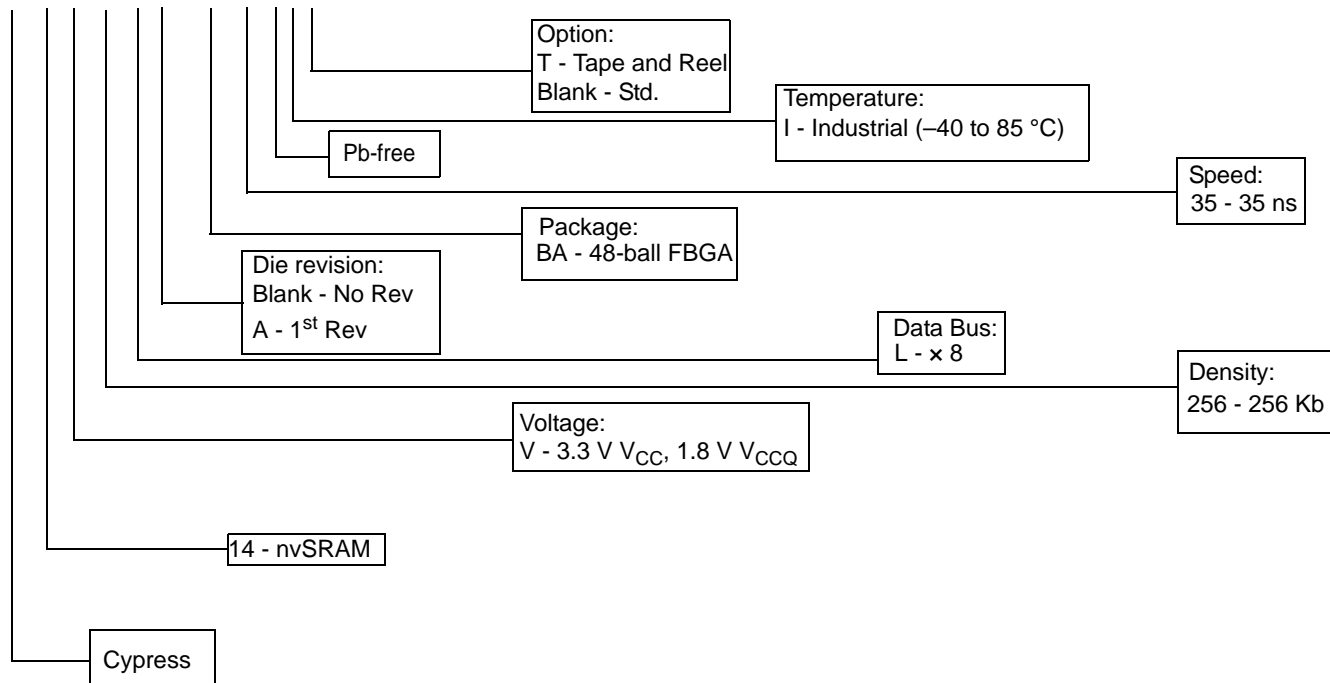 Option:
T - Tape and Reel
Blank - Std.
Temperature:
I - Industrial (–40 to 85 °C)
Pb-free
Speed:
35 - 35 ns
Package:
BA - 48-ball FBGA
Die revision:
Blank - No Rev
A - 1st Rev
Data Bus:
L - × 8
Density:
256 - 256 Kb
Voltage:
V - 3.3 V VCC, 1.8 V VCCQ
14 - nvSRAM
Cypress